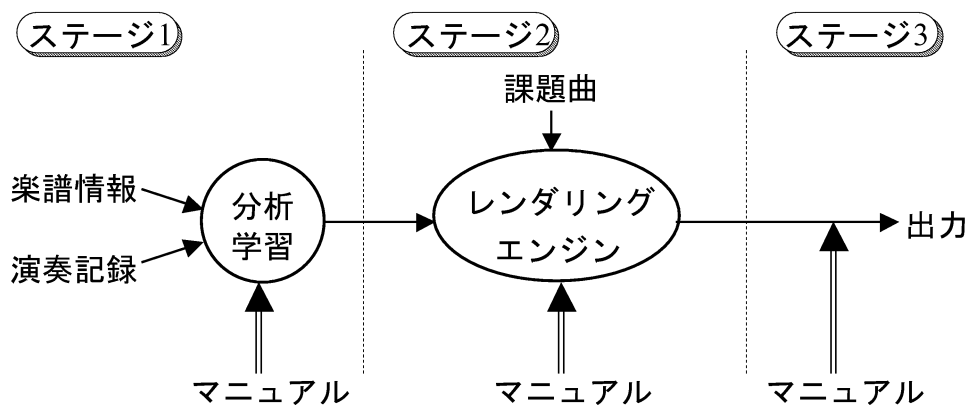 ステージ1
ステージ2
ステージ3
課題曲
楽譜情報
演奏記録
分析
学習
レンダリング
エンジン
出力
マニュアル
マニュアル
マニュアル